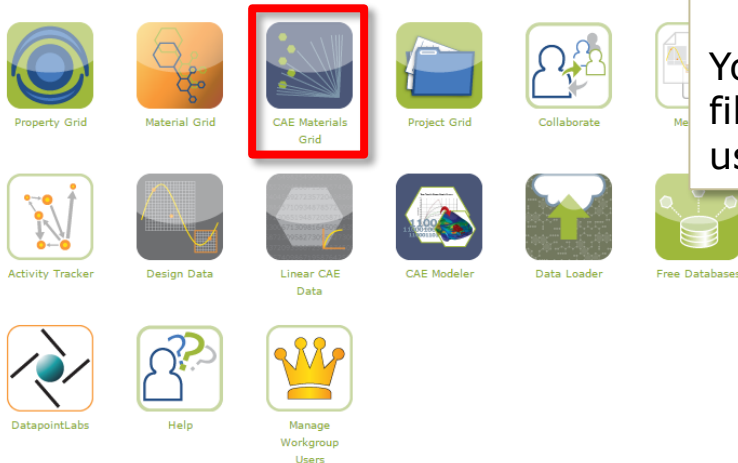 Yo
fil
us
Property Grid
Material Grid
CAE Materials
Grid
Project Grid
Collaborate
Me
Activity Tracker
Design Data
Linear CAE
Data
CAE Modeler
Data Loader
Free Databases
DatapointLabs
Help
Manage
Workgroup
Users